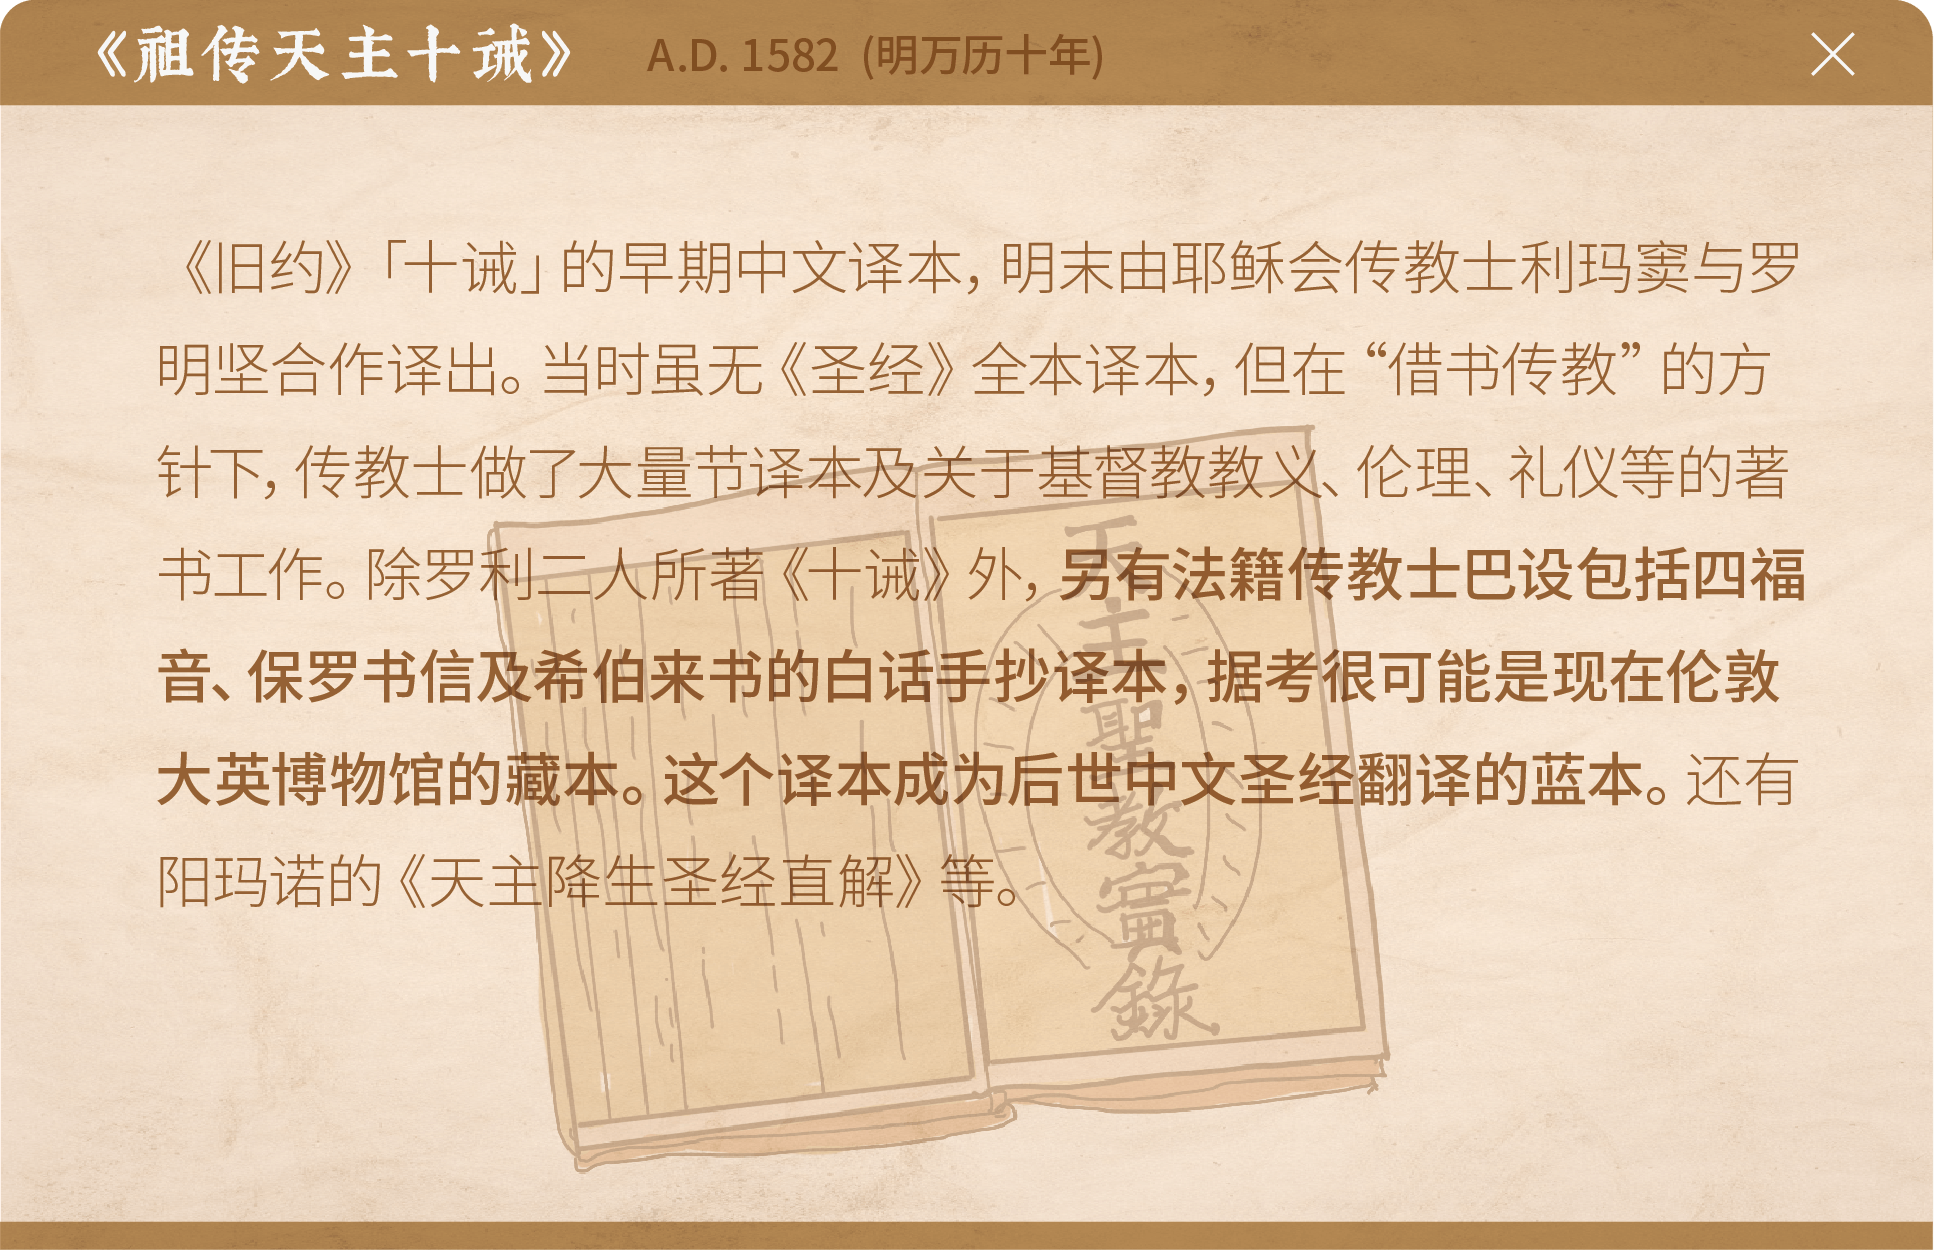 《祖传天主十诫》 A.D. 1582 (明万历十年)
《旧约》「十诫」的早期中文译本，明末由耶稣会传教士利玛窦与罗
明坚合作译出。当时虽无《圣经》全本译本，但在“借书传教”的方
针下，传教士做了大量节译本及关于基督教教义、伦理、礼仪等的著
书工作。除罗利二人所著《十诫》外，另有法籍传教士巴设包括四福
音、保罗书信及希伯来书的白话手抄译本，据考很可能是现在伦敦
大英博物馆的藏本。这个译本成为后世中文圣经翻译的蓝本。还有
阳玛诺的《天主降生圣经直解》等。
天主聖教實錄